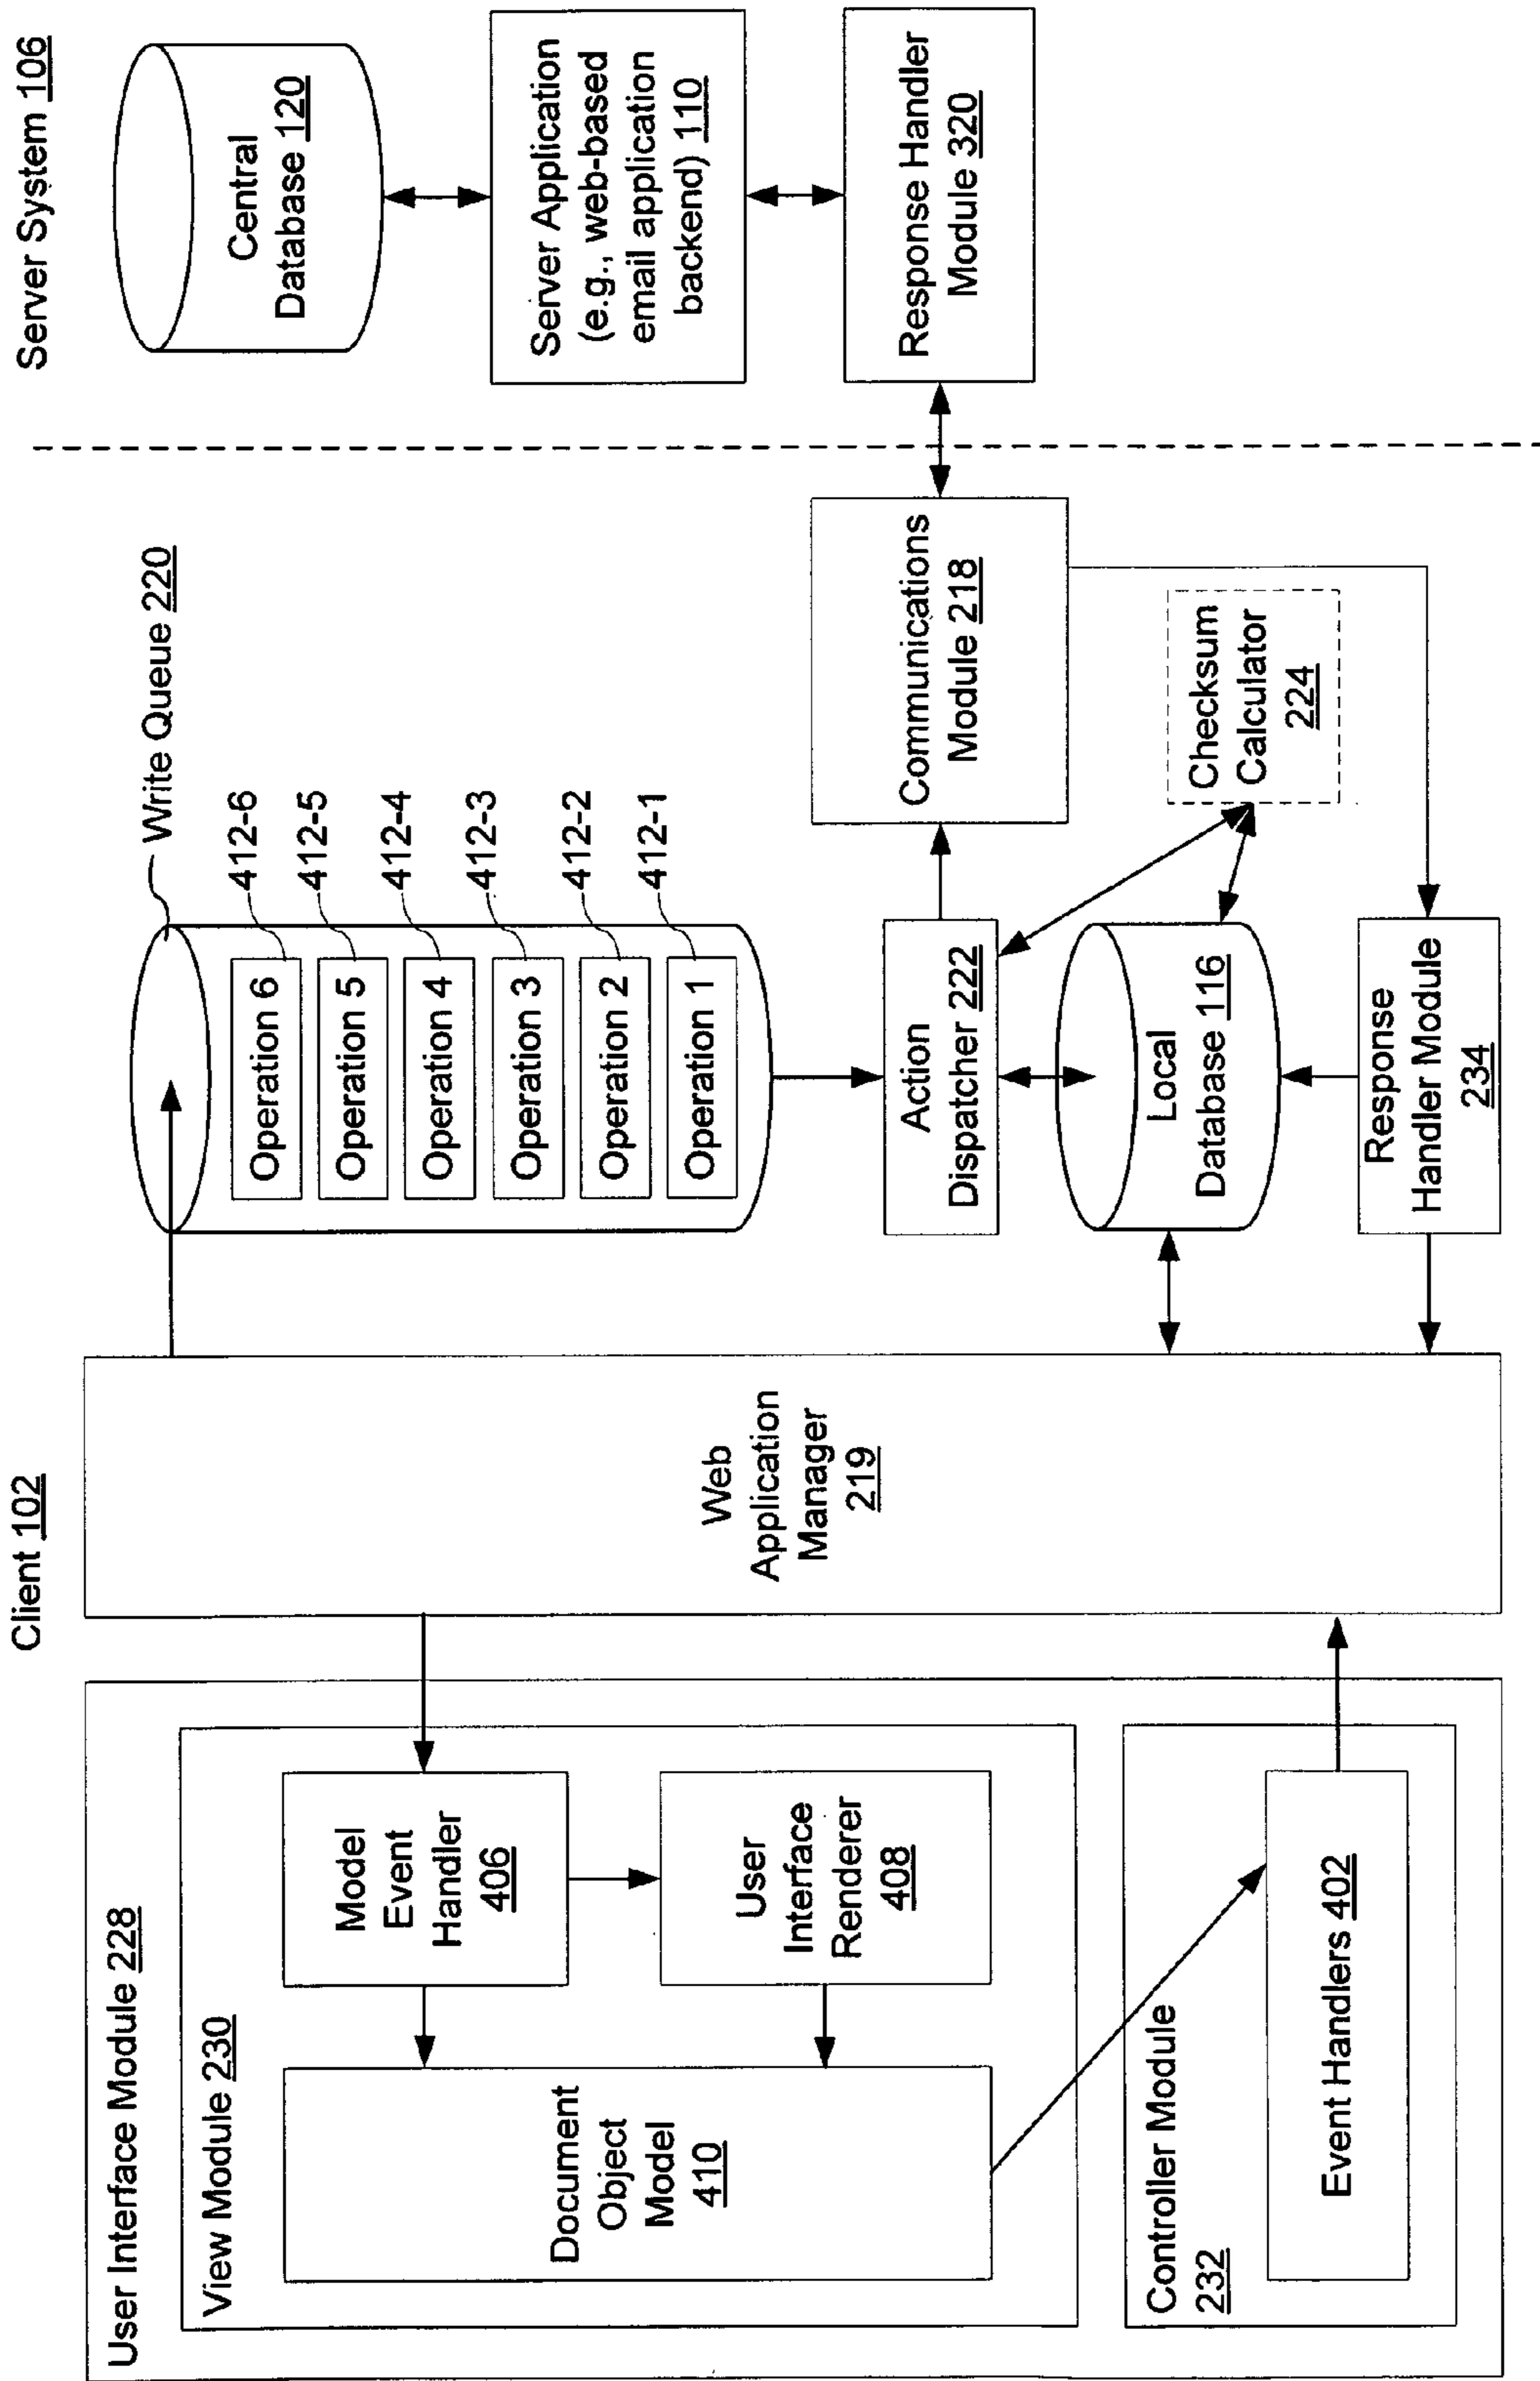 Client 102
Server System 106
User Interface Module 228
View Module 230
Document
Object
Model
410
Model
Event
Handler
406
User
Interface
Renderer
408
Controller Module
232
Event Handlers 402
Web
Application
Manager
219
Write Queue 220
Operation 6
412-6
Operation 5
412-5
Operation 4
412-4
Operation 3
412-3
Operation 2
412-2
Operation 1
412-1
Action
Dispatcher 222
Local
Database 116
Response
Handler Module
234
Communications
Module 218
Checksum
Calculator
224
Central
Database 120
Server Application
(e.g., web-based
email application
backend) 110
Response Handler
Module 320